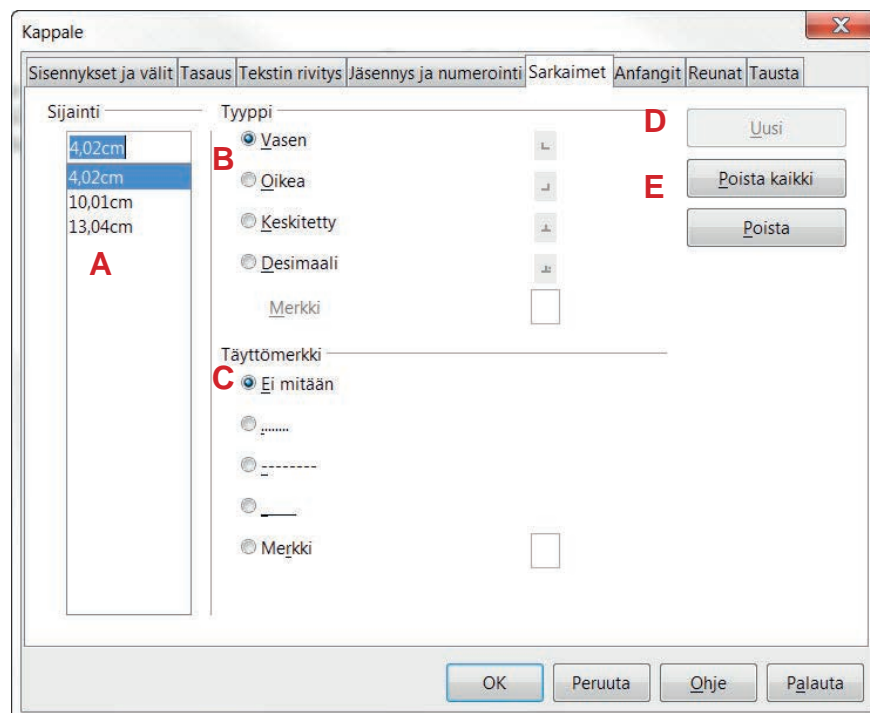 Kappale
Sisennykset ja välit Tasaus Tekstin rivitys Jäsennys ja numerointi Sarkaimet Anfangit Reunat Tausta
Sijainti
4,02cm
4,02cm
10,01cm
13,04cm
A
Tyyppi
B
Vasen
Oikea
Keskitetty
Desimaali
Merkki
Täyttömerkki
C
Ei mitään
........
--------
____
Merkki
D
Uusi
E
Poista kaikki
Poista
OK Peruuta Ohje Palauta